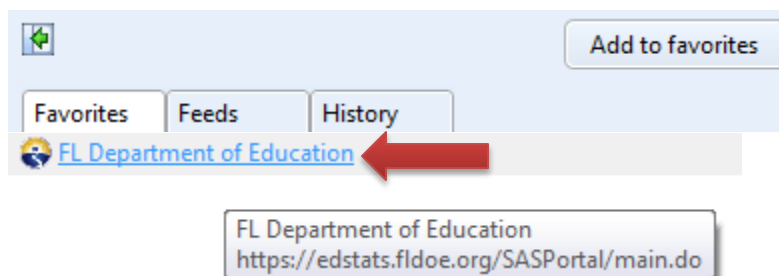 Add to favorites
Favorites Feeds History
FL Department of Education
FL Department of Education
https://edstats.fldoe.org/SASPortal/main.do